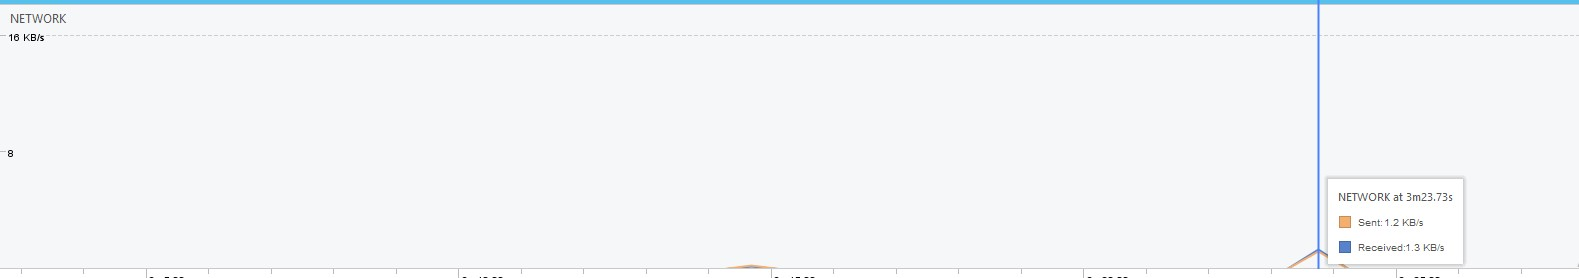 NETWORK
16 KB/s
8
NETWORK at 3m23.73s
Sent: 1.2 KB/s
Received:1.3 KB/s